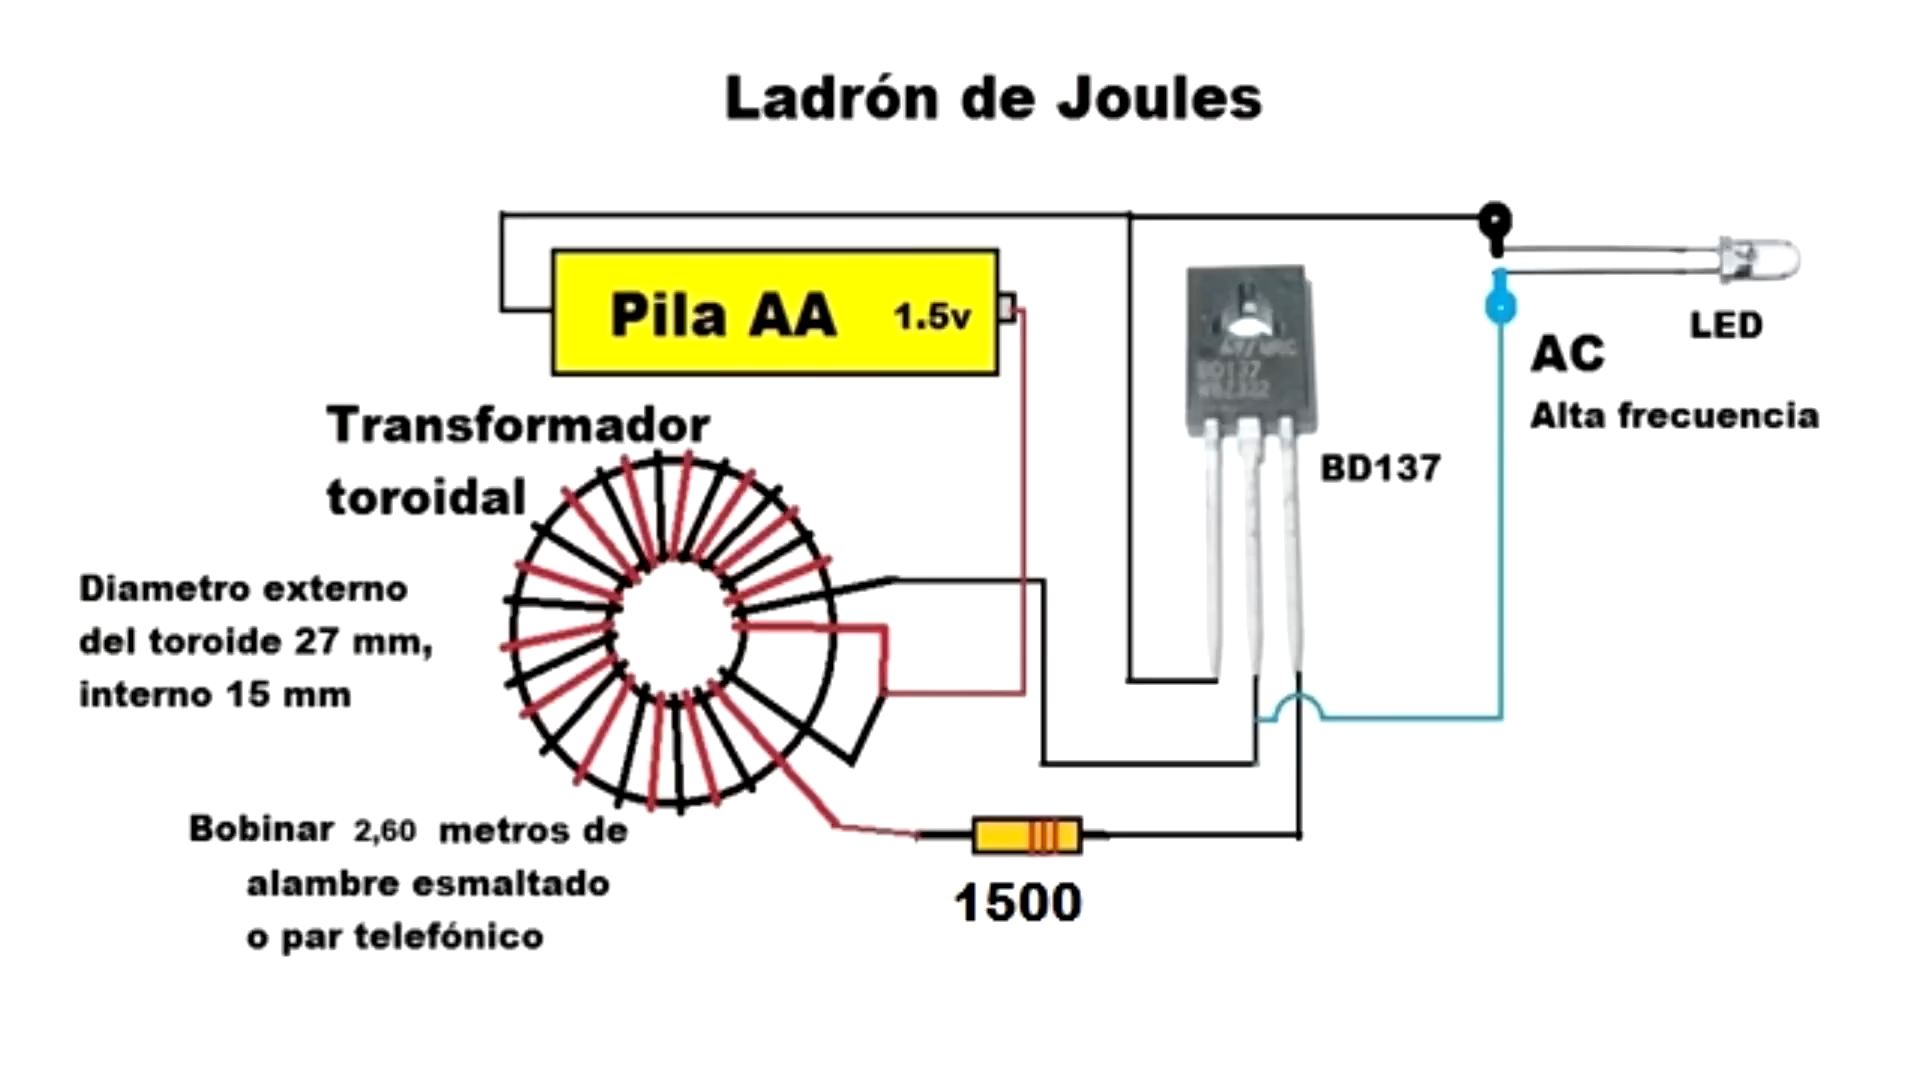 Ladrón de Joules
Pila AA 1.5v
LED
AC
Alta frecuencia
BD137
BD137
Transformador
toroidal
Diametro externo
del toroide 27 mm,
interno 15 mm
Bobinar 2,60 metros de
alambre esmaltado
o par telefónico
1500